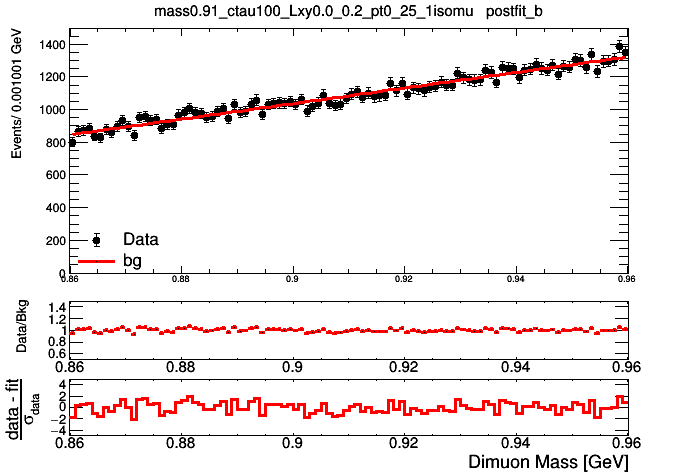 mass0.91_ctau100_Lxy0.0_0.2_pt0_25_1isomu postfit_b
Events/ 0.001001 GeV
1400
1200
1000
800
600
400
200
0
Data
bg
0.86 0.88 0.9 0.92 0.94 0.96
Data/Bkg
1.4
1.2
1
0.8
0.6
0.86 0.88 0.9 0.92 0.94 0.96
data - fit
σdata
4
2
0
−2
−4
0.86 0.88 0.9 0.92 0.94 0.96
Dimuon Mass [GeV]